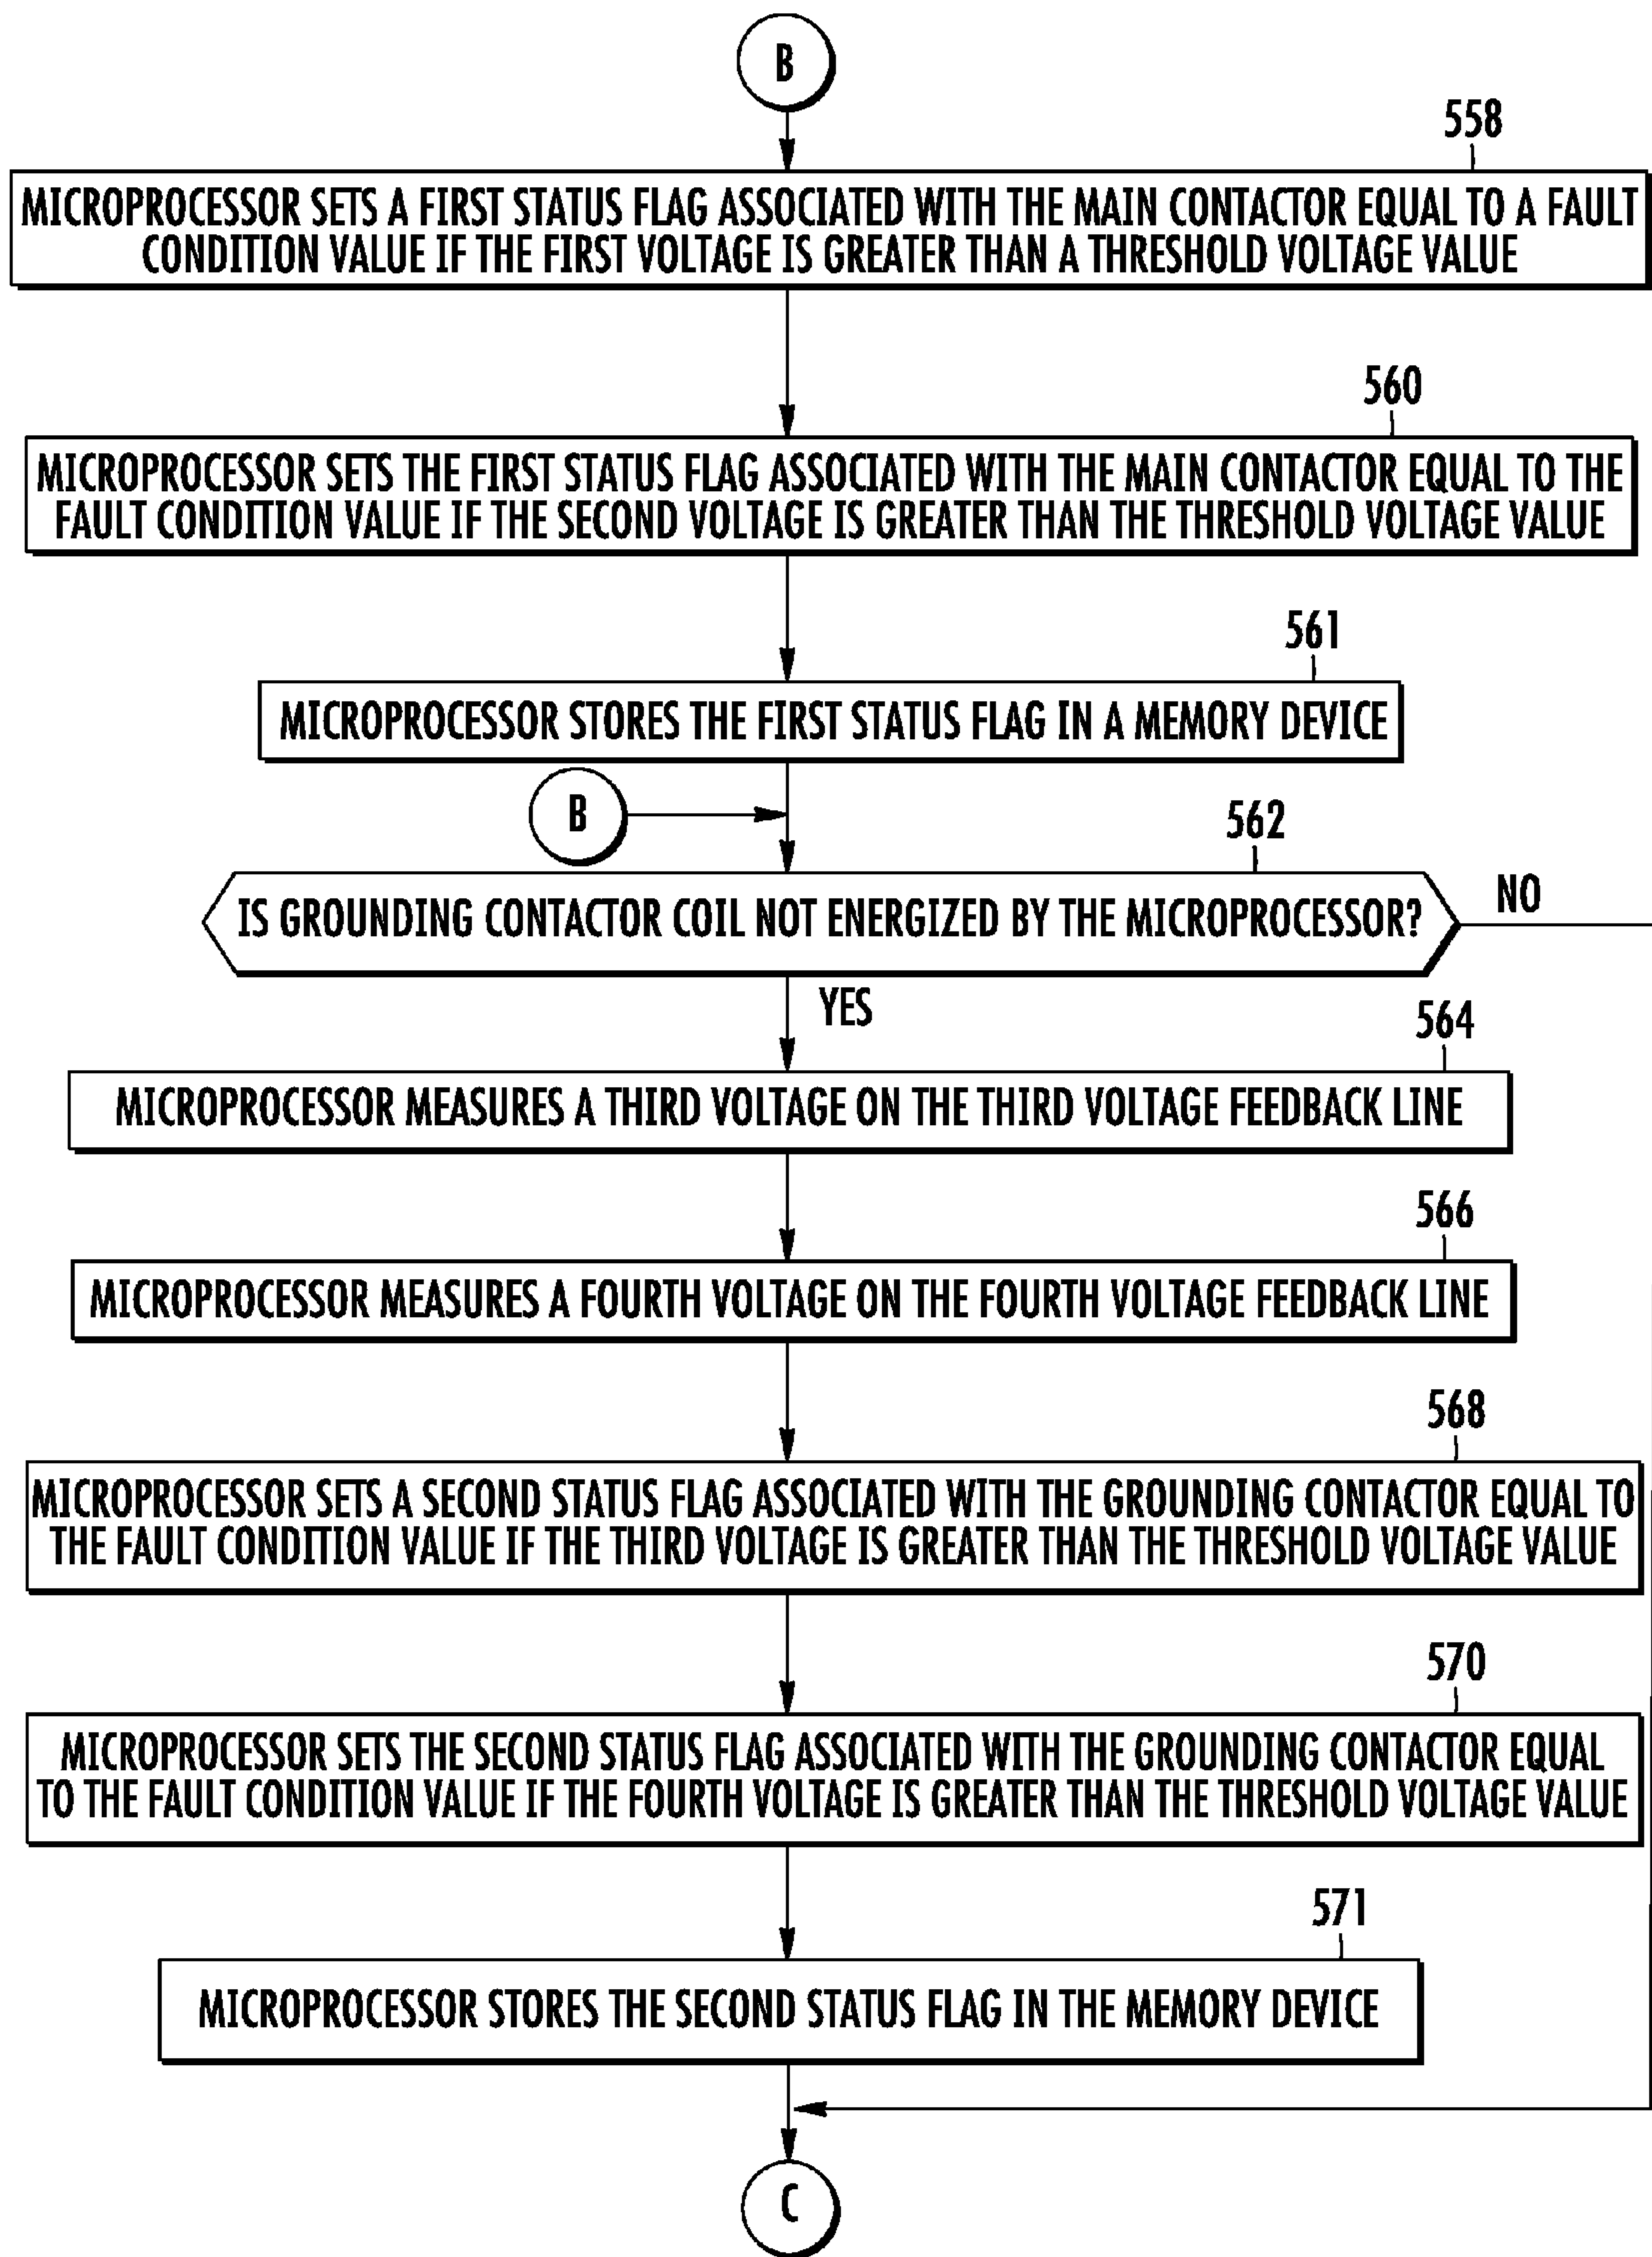 B
558
MICROPROCESSOR SETS A FIRST STATUS FLAG ASSOCIATED WITH THE MAIN CONTACTOR EQUAL TO A FAULT
CONDITION VALUE IF THE FIRST VOLTAGE IS GREATER THAN A THRESHOLD VOLTAGE VALUE
560
MICROPROCESSOR SETS THE FIRST STATUS FLAG ASSOCIATED WITH THE MAIN CONTACTOR EQUAL TO THE
FAULT CONDITION VALUE IF THE SECOND VOLTAGE IS GREATER THAN THE THRESHOLD VOLTAGE VALUE
561
MICROPROCESSOR STORES THE FIRST STATUS FLAG IN A MEMORY DEVICE
B
562
IS GROUNDING CONTACTOR COIL NOT ENERGIZED BY THE MICROPROCESSOR?
NO
YES
564
MICROPROCESSOR MEASURES A THIRD VOLTAGE ON THE THIRD VOLTAGE FEEDBACK LINE
566
MICROPROCESSOR MEASURES A FOURTH VOLTAGE ON THE FOURTH VOLTAGE FEEDBACK LINE
568
MICROPROCESSOR SETS A SECOND STATUS FLAG ASSOCIATED WITH THE GROUNDING CONTACTOR EQUAL TO
THE FAULT CONDITION VALUE IF THE THIRD VOLTAGE IS GREATER THAN THE THRESHOLD VOLTAGE VALUE
570
MICROPROCESSOR SETS THE SECOND STATUS FLAG ASSOCIATED WITH THE GROUNDING CONTACTOR EQUAL
TO THE FAULT CONDITION VALUE IF THE FOURTH VOLTAGE IS GREATER THAN THE THRESHOLD VOLTAGE VALUE
571
MICROPROCESSOR STORES THE SECOND STATUS FLAG IN THE MEMORY DEVICE
C